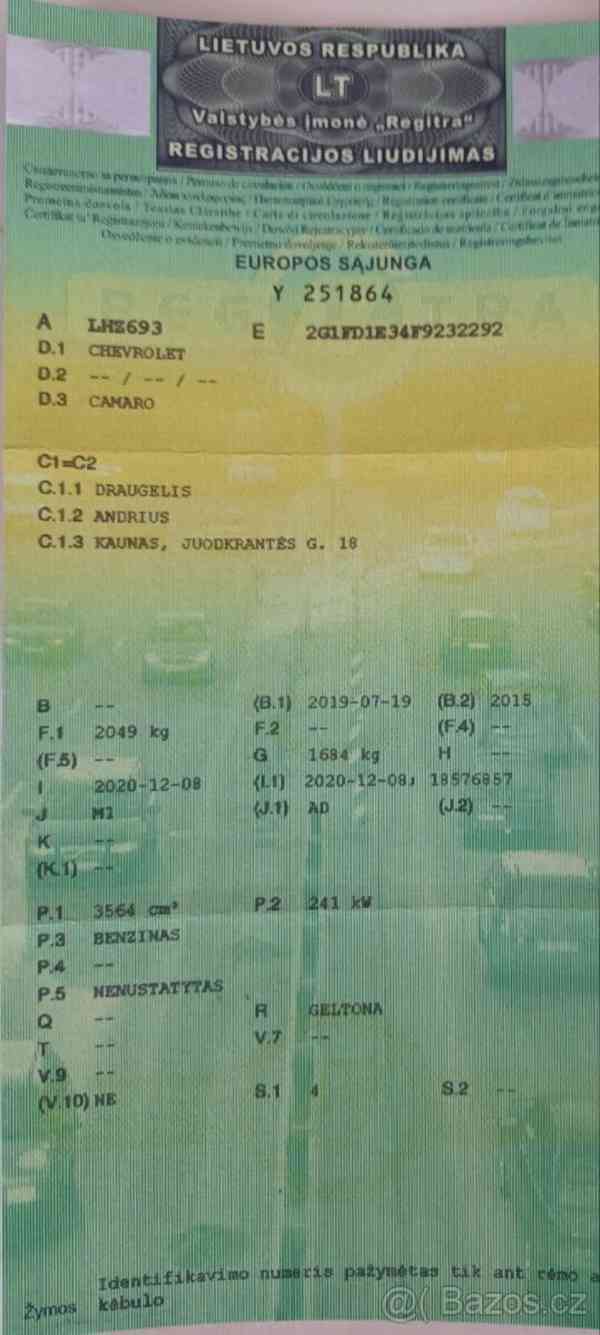 LIETUVOS RESPUBLIKA
LT
Valstybės įmonė „Regitra“
REGISTRACIJOS LIUDIJIMAS
EUROPOS SĄJUNGA
Y 251864
A LHZ693 E 2G1FD1E34F9232292
D.1 CHEVROLET
D.2 -- / -- / --
D.3 CAMARO
C1=C2
C.1.1 DRAUGELIS
C.1.2 ANDRIUS
C.1.3 KAUNAS, JUODKRANTĖS G. 18
B -- (B.1) 2019-07-19 (B.2) 2015
F.1 2049 kg F.2 -- (F.4) --
(F.5) -- G 1684 kg H --
I 2020-12-08 (I.1) 2020-12-08, 18576857
J M1 (J.1) AD (J.2) --
K --
(K.1) --
P.1 3564 cm³ P.2 241 kW
P.3 BENZINAS
P.4 --
P.5 NENUSTATYTAS
Q -- R GELTONA
T -- V.7 --
V.9 --
(V.10) NE S.1 4 S.2 --
Identifikavimo numeris pažymėtas tik ant rėmo a
Žymos kėbulo
@( Bazos.cz